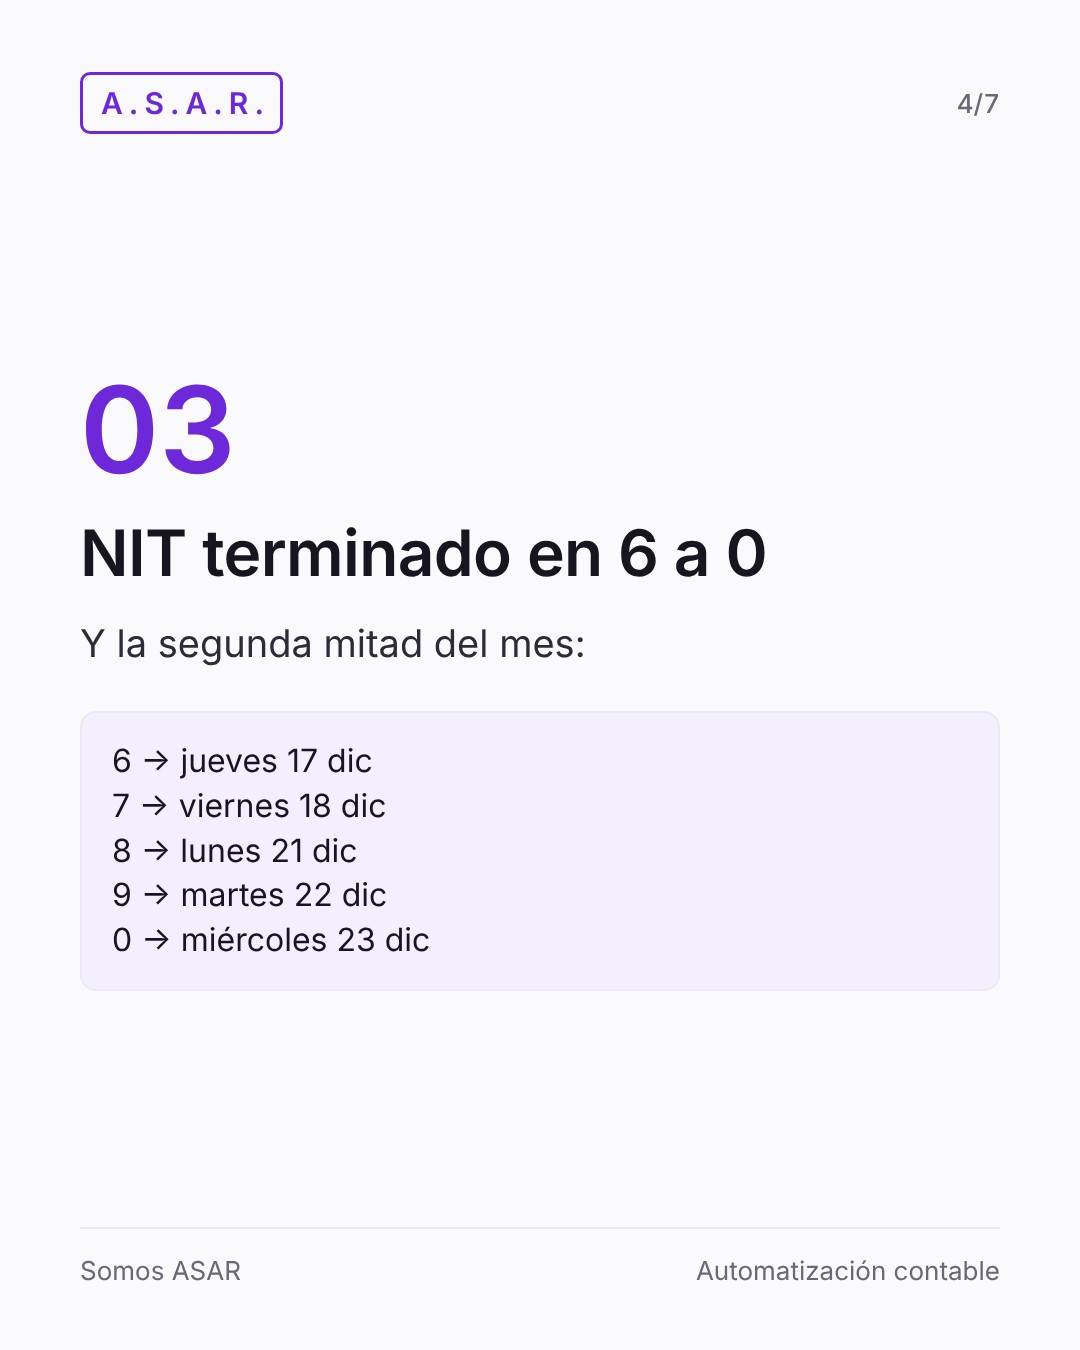 A.S.A.R.
4/7
03
NIT terminado en 6 a 0
Y la segunda mitad del mes:
6 → jueves 17 dic
7 → viernes 18 dic
8 → lunes 21 dic
9 → martes 22 dic
0 → miércoles 23 dic
Somos ASAR
Automatización contable